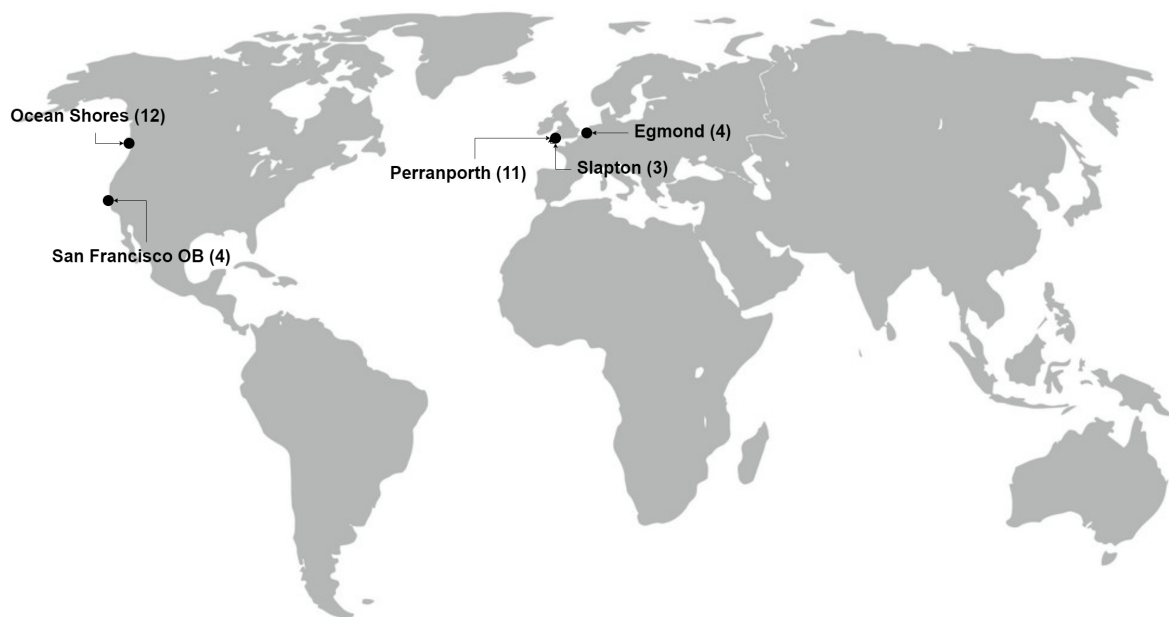 Ocean Shores (12)
Egmond (4)
Perranporth (11)
Slapton (3)
San Francisco OB (4)